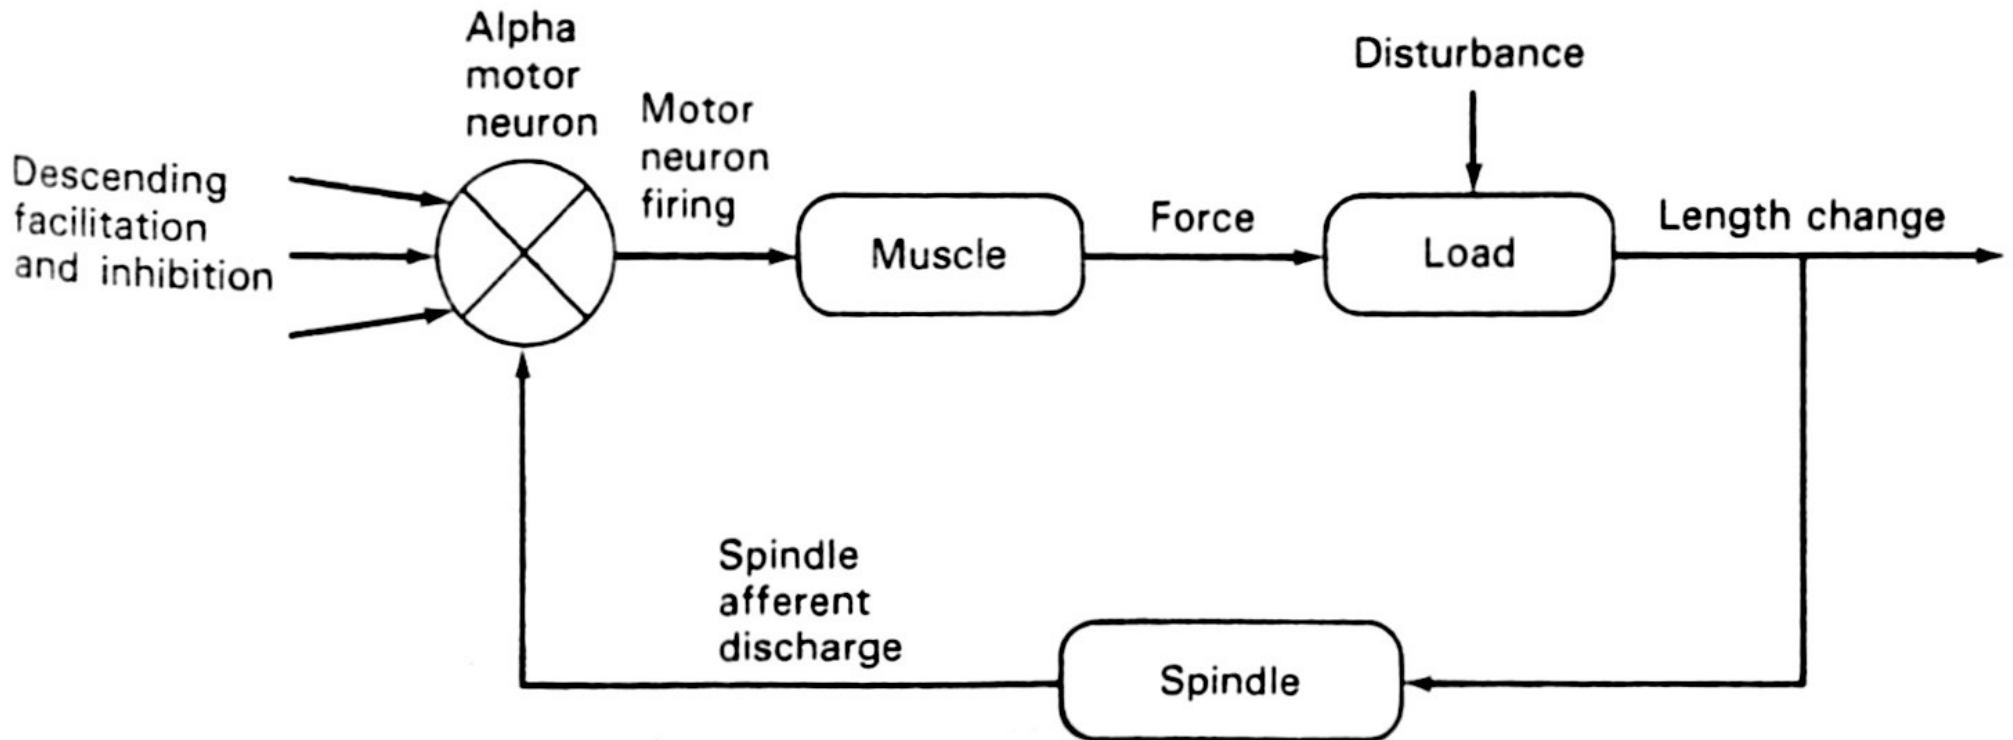 Alpha
motor
neuron
Disturbance
Motor
neuron
firing
Descending
facilitation
and inhibition
Muscle
Force
Load
Length change
Spindle
afferent
discharge
Spindle